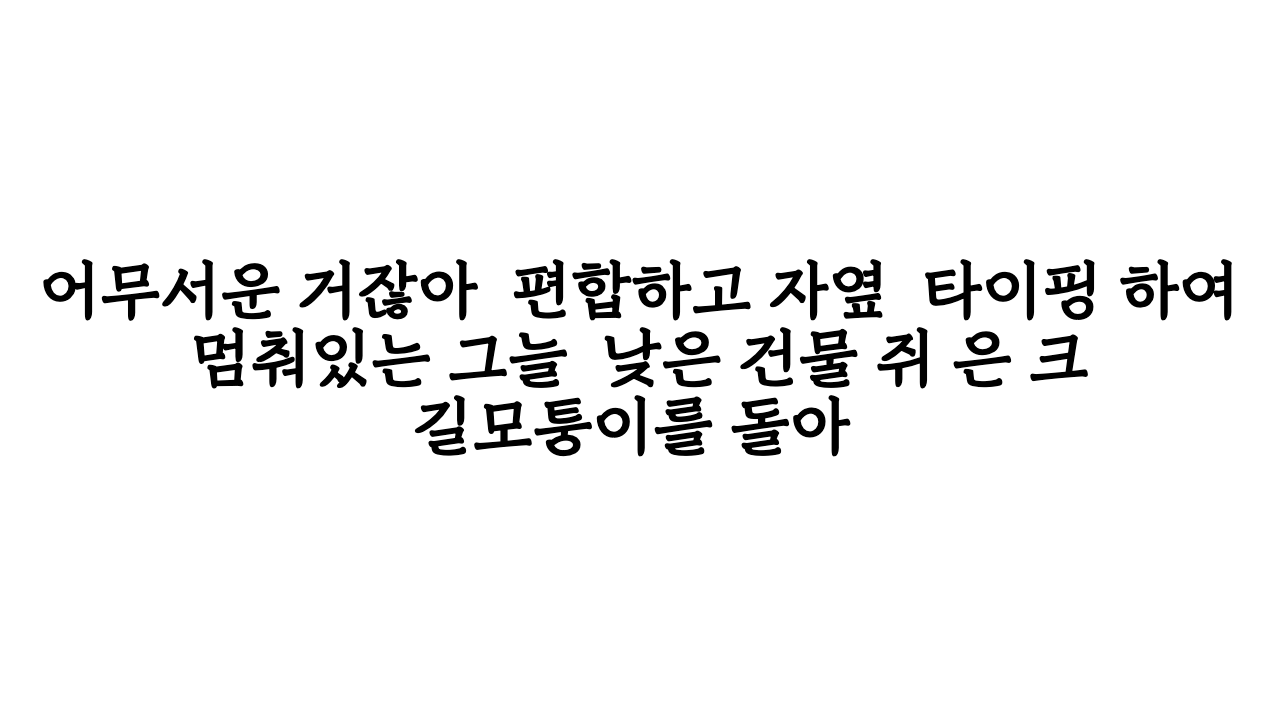 어무서운 거잖아 편합하고 자옆 타이핑 하여
멈춰있는 그늘 낮은 건물 쥐 은 크
길모퉁이를 돌아